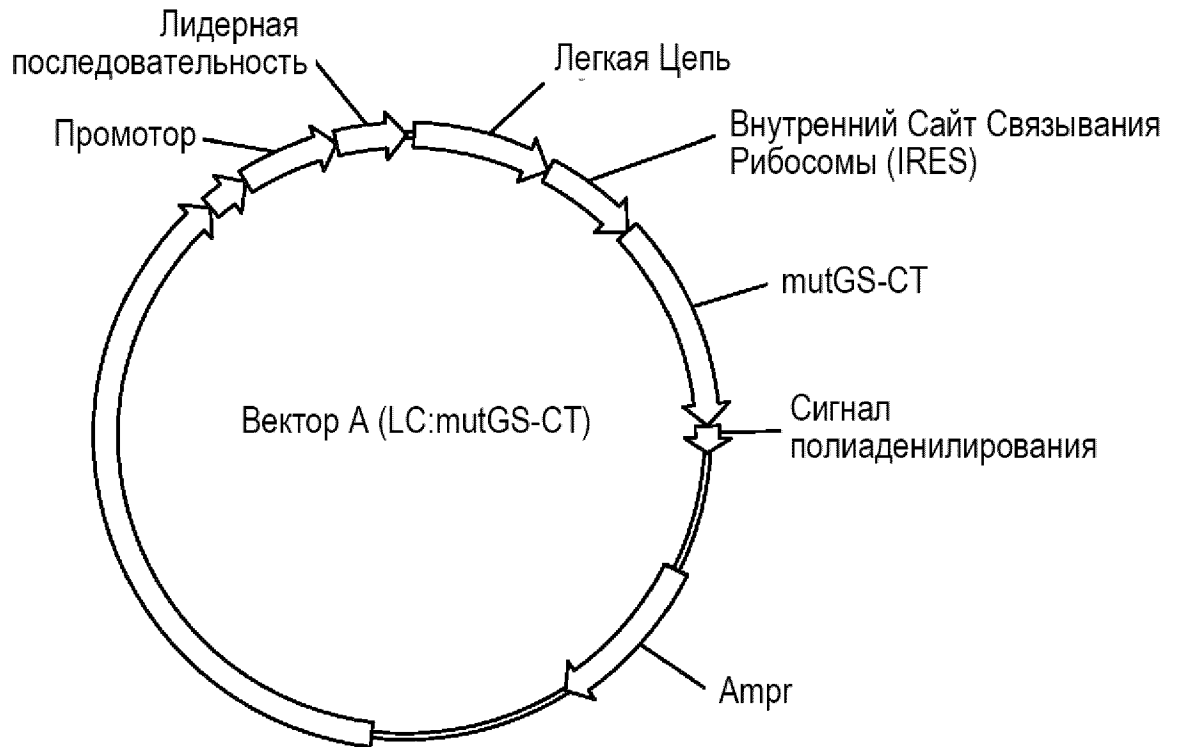 Лидерная
последовательность
Легкая Цепь
Промотор
Внутренний Сайт Связывания
Рибосомы (IRES)
mutGS-CT
Вектор А (LC:mutGS-CT)
Сигнал
полиаденилирования
Ampr